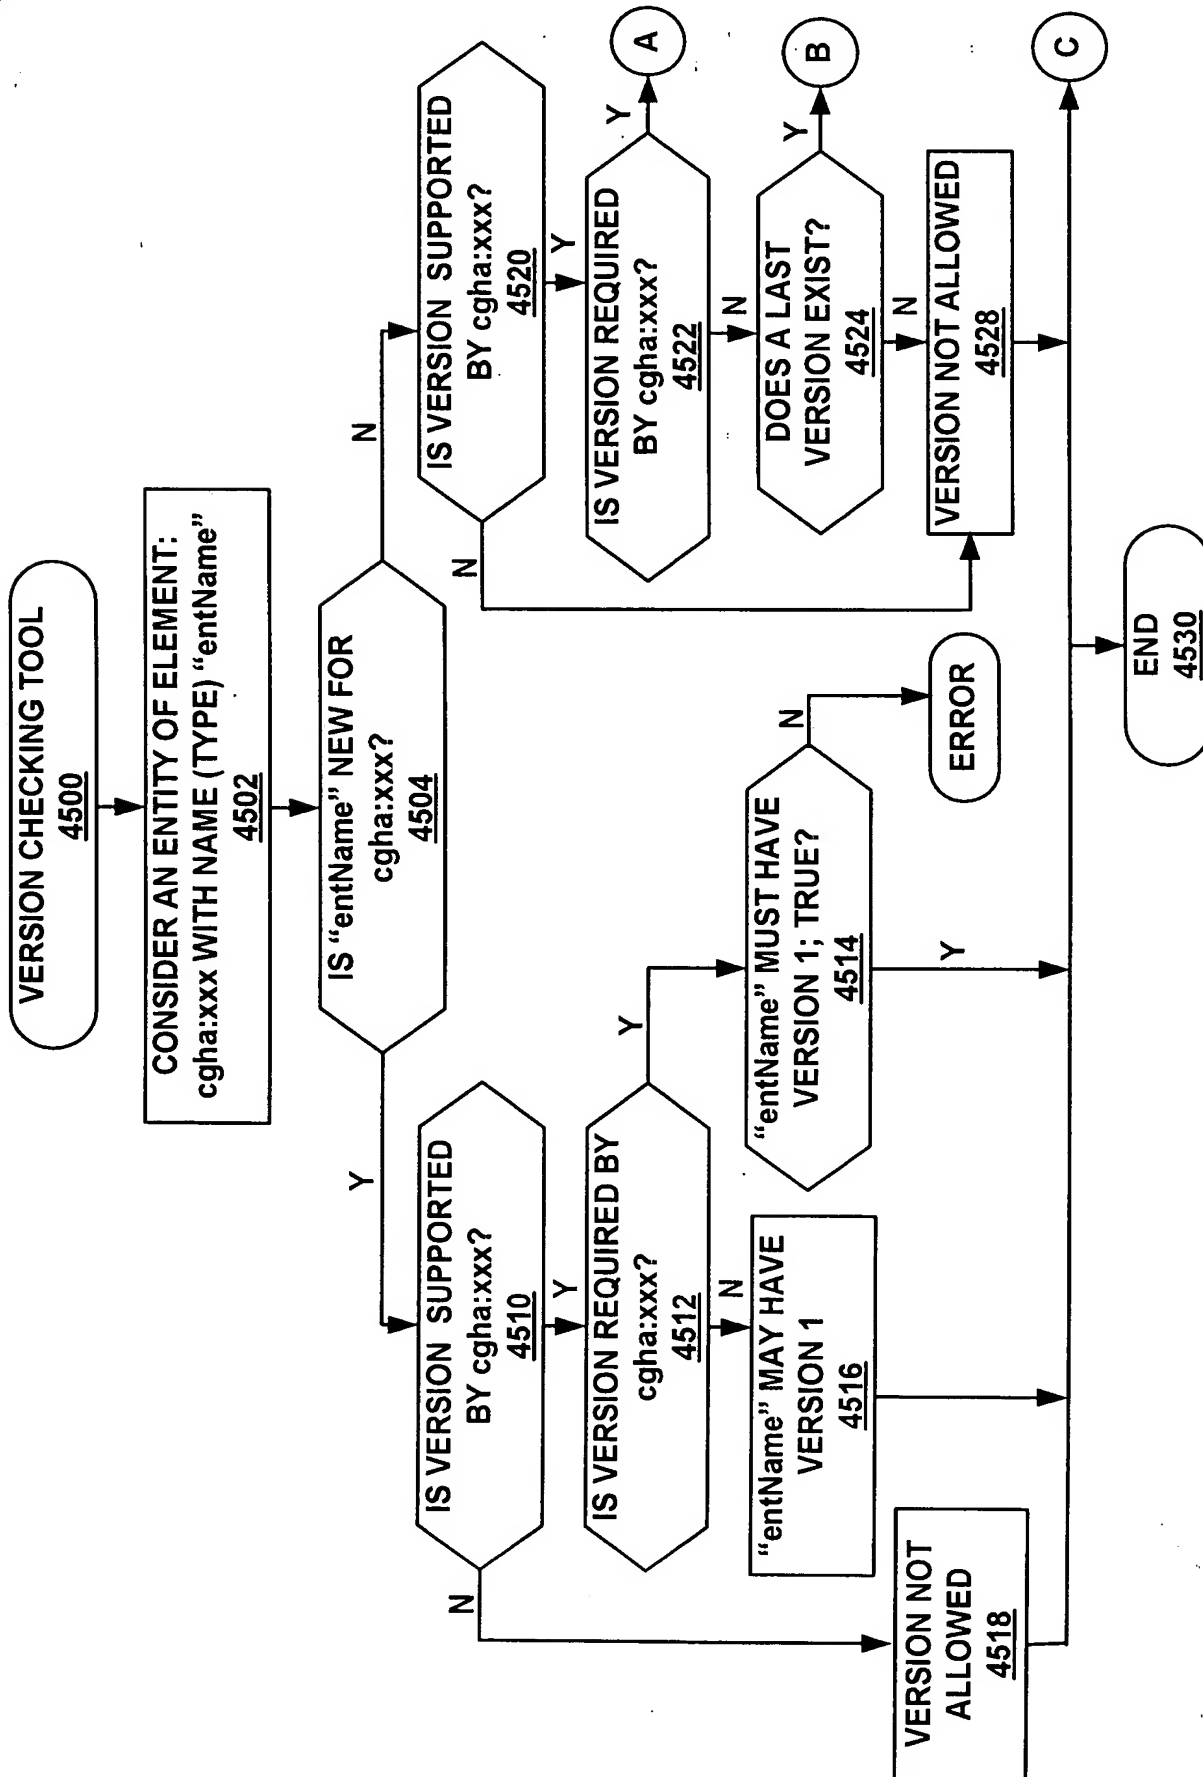 VERSION CHECKING TOOL
4500
CONSIDER AN ENTITY OF ELEMENT:
cgha:xxx WITH NAME (TYPE) “entName”
4502
IS “entName” NEW FOR
cgha:xxx?
4504
Y
N
IS VERSION SUPPORTED
BY cgha:xxx?
4510
N
Y
IS VERSION REQUIRED BY
cgha:xxx?
4512
N
Y
“entName” MAY HAVE
VERSION 1
4516
“entName” MUST HAVE
VERSION 1; TRUE?
4514
Y
N
VERSION NOT
ALLOWED
4518
ERROR
IS VERSION SUPPORTED
BY cgha:xxx?
4520
N
Y
IS VERSION REQUIRED
BY cgha:xxx?
4522
Y
A
N
DOES A LAST
VERSION EXIST?
4524
Y
B
N
VERSION NOT ALLOWED
4528
C
END
4530